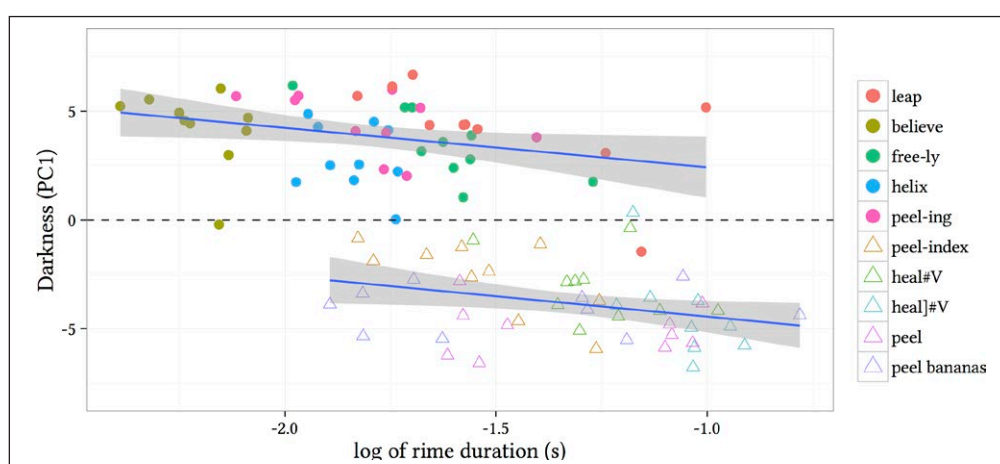 Darkness (PC1)
5
0
-5
-2.0
-1.5
-1.0
log of rime duration (s)
leap
believe
free-ly
helix
peel-ing
peel-index
heal#V
heal]#V
peel
peel bananas